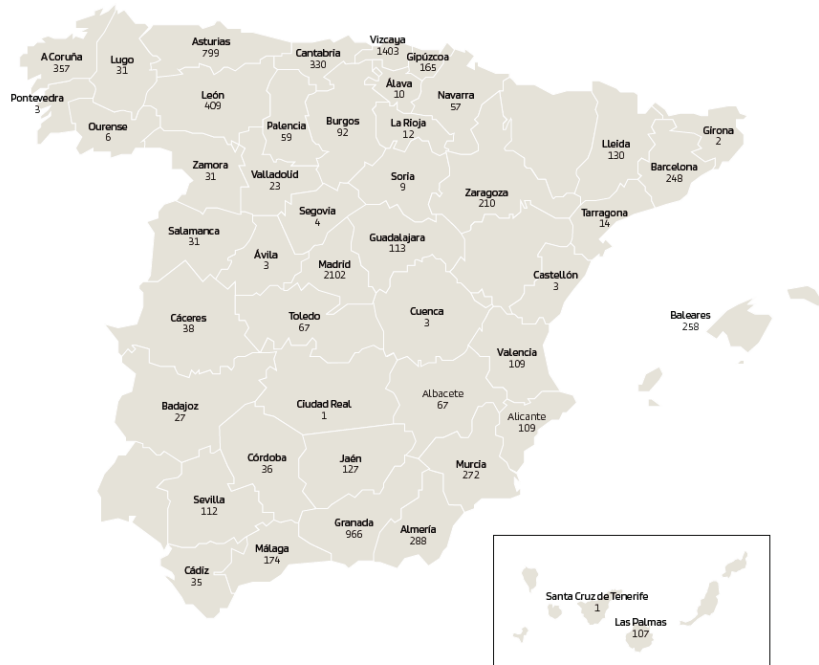 Vizcaya
1403
Asturias
799
Cantabria
330
Gipúzcoa
165
A Coruña
357
Lugo
31
Álava
10
León
409
Navarra
57
Pontevedra
3
Palencia
59
Burgos
92
La Rioja
12
Ourense
6
Lleida
130
Girona
2
Zamora
31
Valladolid
23
Soria
9
Barcelona
248
Zaragoza
210
Segovia
4
Tarragona
14
Salamanca
31
Guadalajara
113
Ávila
3
Madrid
2102
Castellón
3
Cáceres
38
Toledo
67
Cuenca
3
Baleares
258
Valencia
109
Badajoz
27
Ciudad Real
1
Albacete
67
Alicante
109
Córdoba
36
Jaén
127
Murcia
272
Sevilla
112
Granada
966
Almería
288
Málaga
174
Cádiz
35
Santa Cruz de Tenerife
1
Las Palmas
107